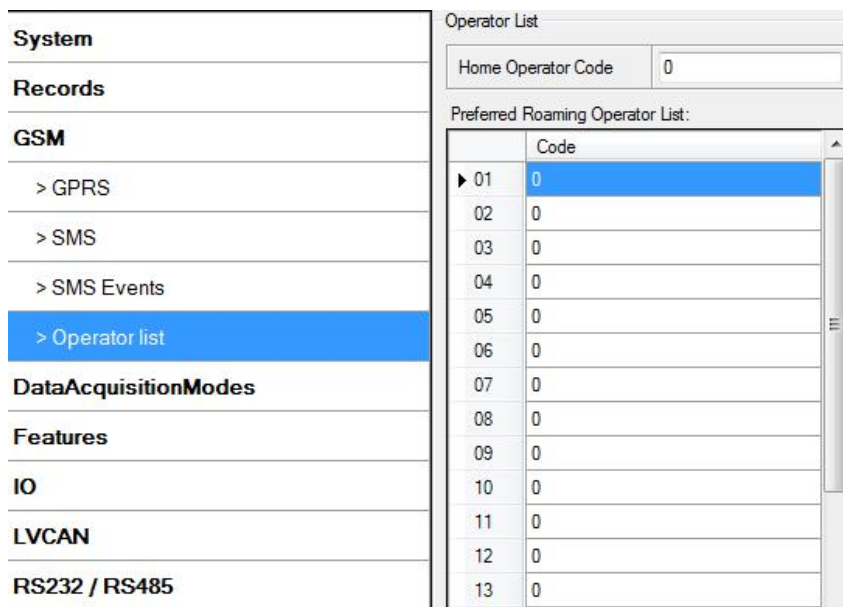 System
Records
GSM
> GPRS
> SMS
> SMS Events
> Operator list
DataAcquisitionModes
Features
IO
LVCAN
RS232 / RS485
Operator List
Home Operator Code 0
Preferred Roaming Operator List:
Code
01 0
02 0
03 0
04 0
05 0
06 0
07 0
08 0
09 0
10 0
11 0
12 0
13 0